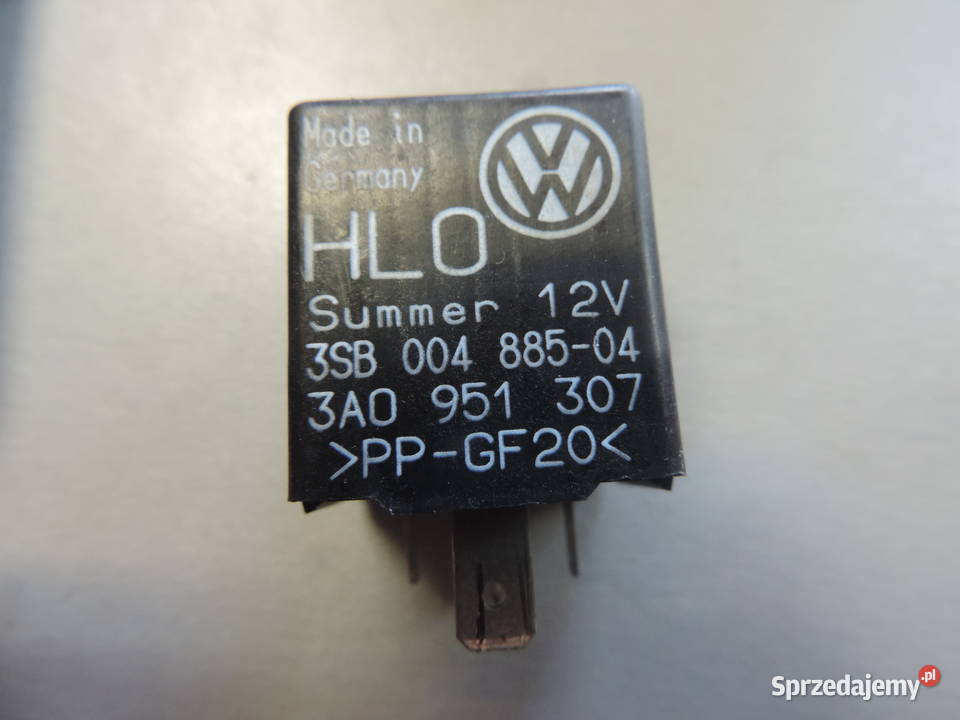 Made in
Germany
HLO
Summer 12V
3SB 004 885-04
3A0 951 307
>PP-GF20<
Sprzedajemy.pl